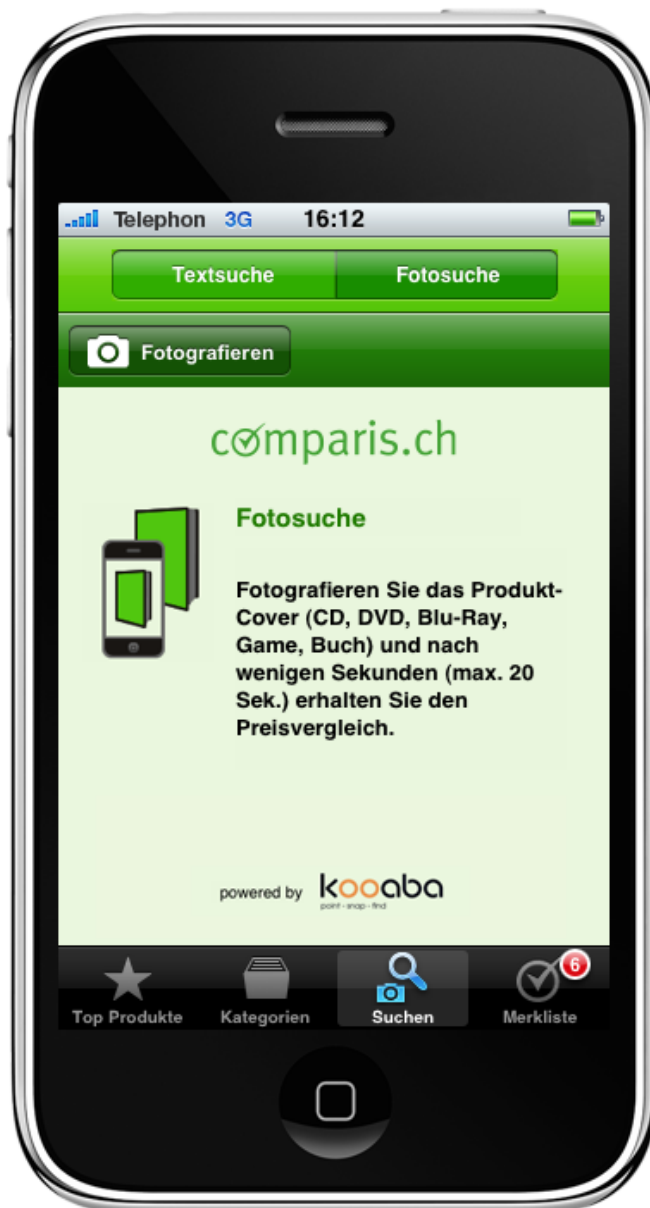 Telephon 3G 16:12
Textsuche Fotosuche
Fotografieren
comparis.ch
Fotosuche
Fotografieren Sie das Produkt-
Cover (CD, DVD, Blu-Ray,
Game, Buch) und nach
wenigen Sekunden (max. 20
Sek.) erhalten Sie den
Preisvergleich.
powered by kooaba
point - snap - find
6
Top Produkte Kategorien Suchen Merkliste